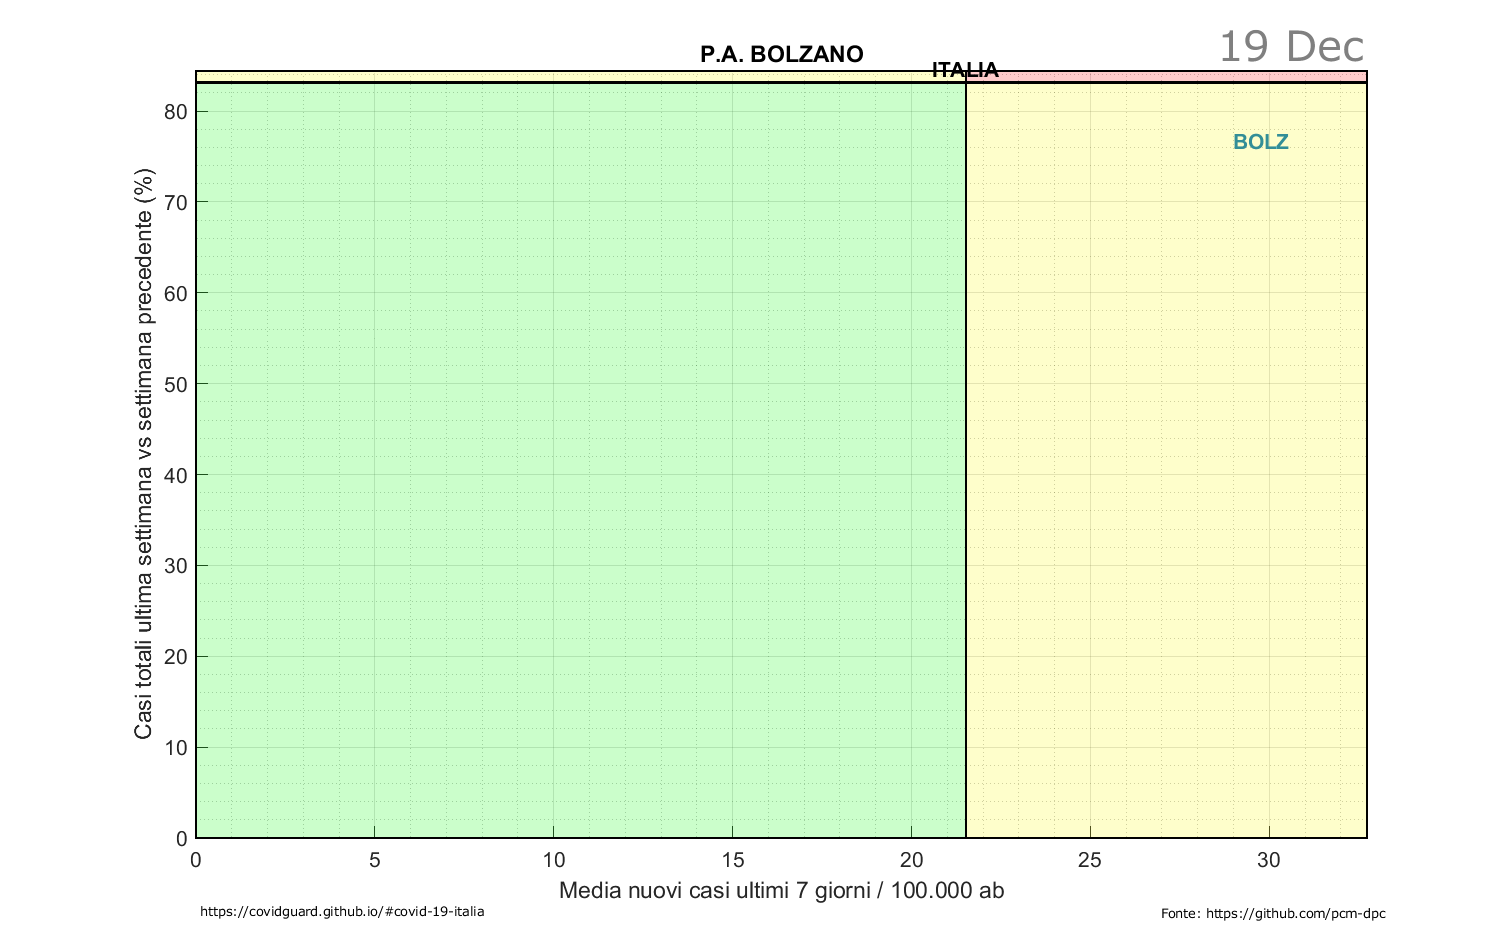 19 Dec
P.A. BOLZANO
ITALIA
BOLZ
Casi totali ultima settimana vs settimana precedente (%)
80
70
60
50
40
30
20
10
0
0 5 10 15 20 25 30
Media nuovi casi ultimi 7 giorni / 100.000 ab
https://covidguard.github.io/#covid-19-italia
Fonte: https://github.com/pcm-dpc